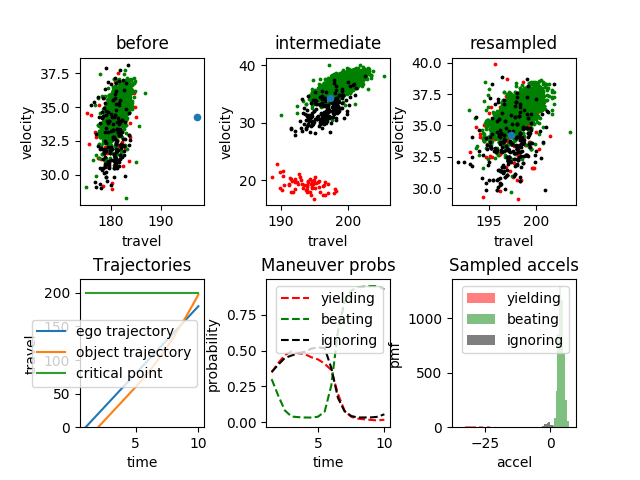 before
intermediate
resampled
velocity
30.0
32.5
35.0
37.5
180
190
travel
velocity
20
30
40
190
200
travel
velocity
30.0
32.5
35.0
37.5
40.0
195
200
travel
Trajectories
Maneuver probs
Sampled accels
travel
0
50
100
150
200
ego trajectory
object trajectory
critical point
5
10
time
probability
0.00
0.25
0.50
0.75
yielding
beating
ignoring
5
10
time
pmf
0
500
1000
yielding
beating
ignoring
−25
0
accel